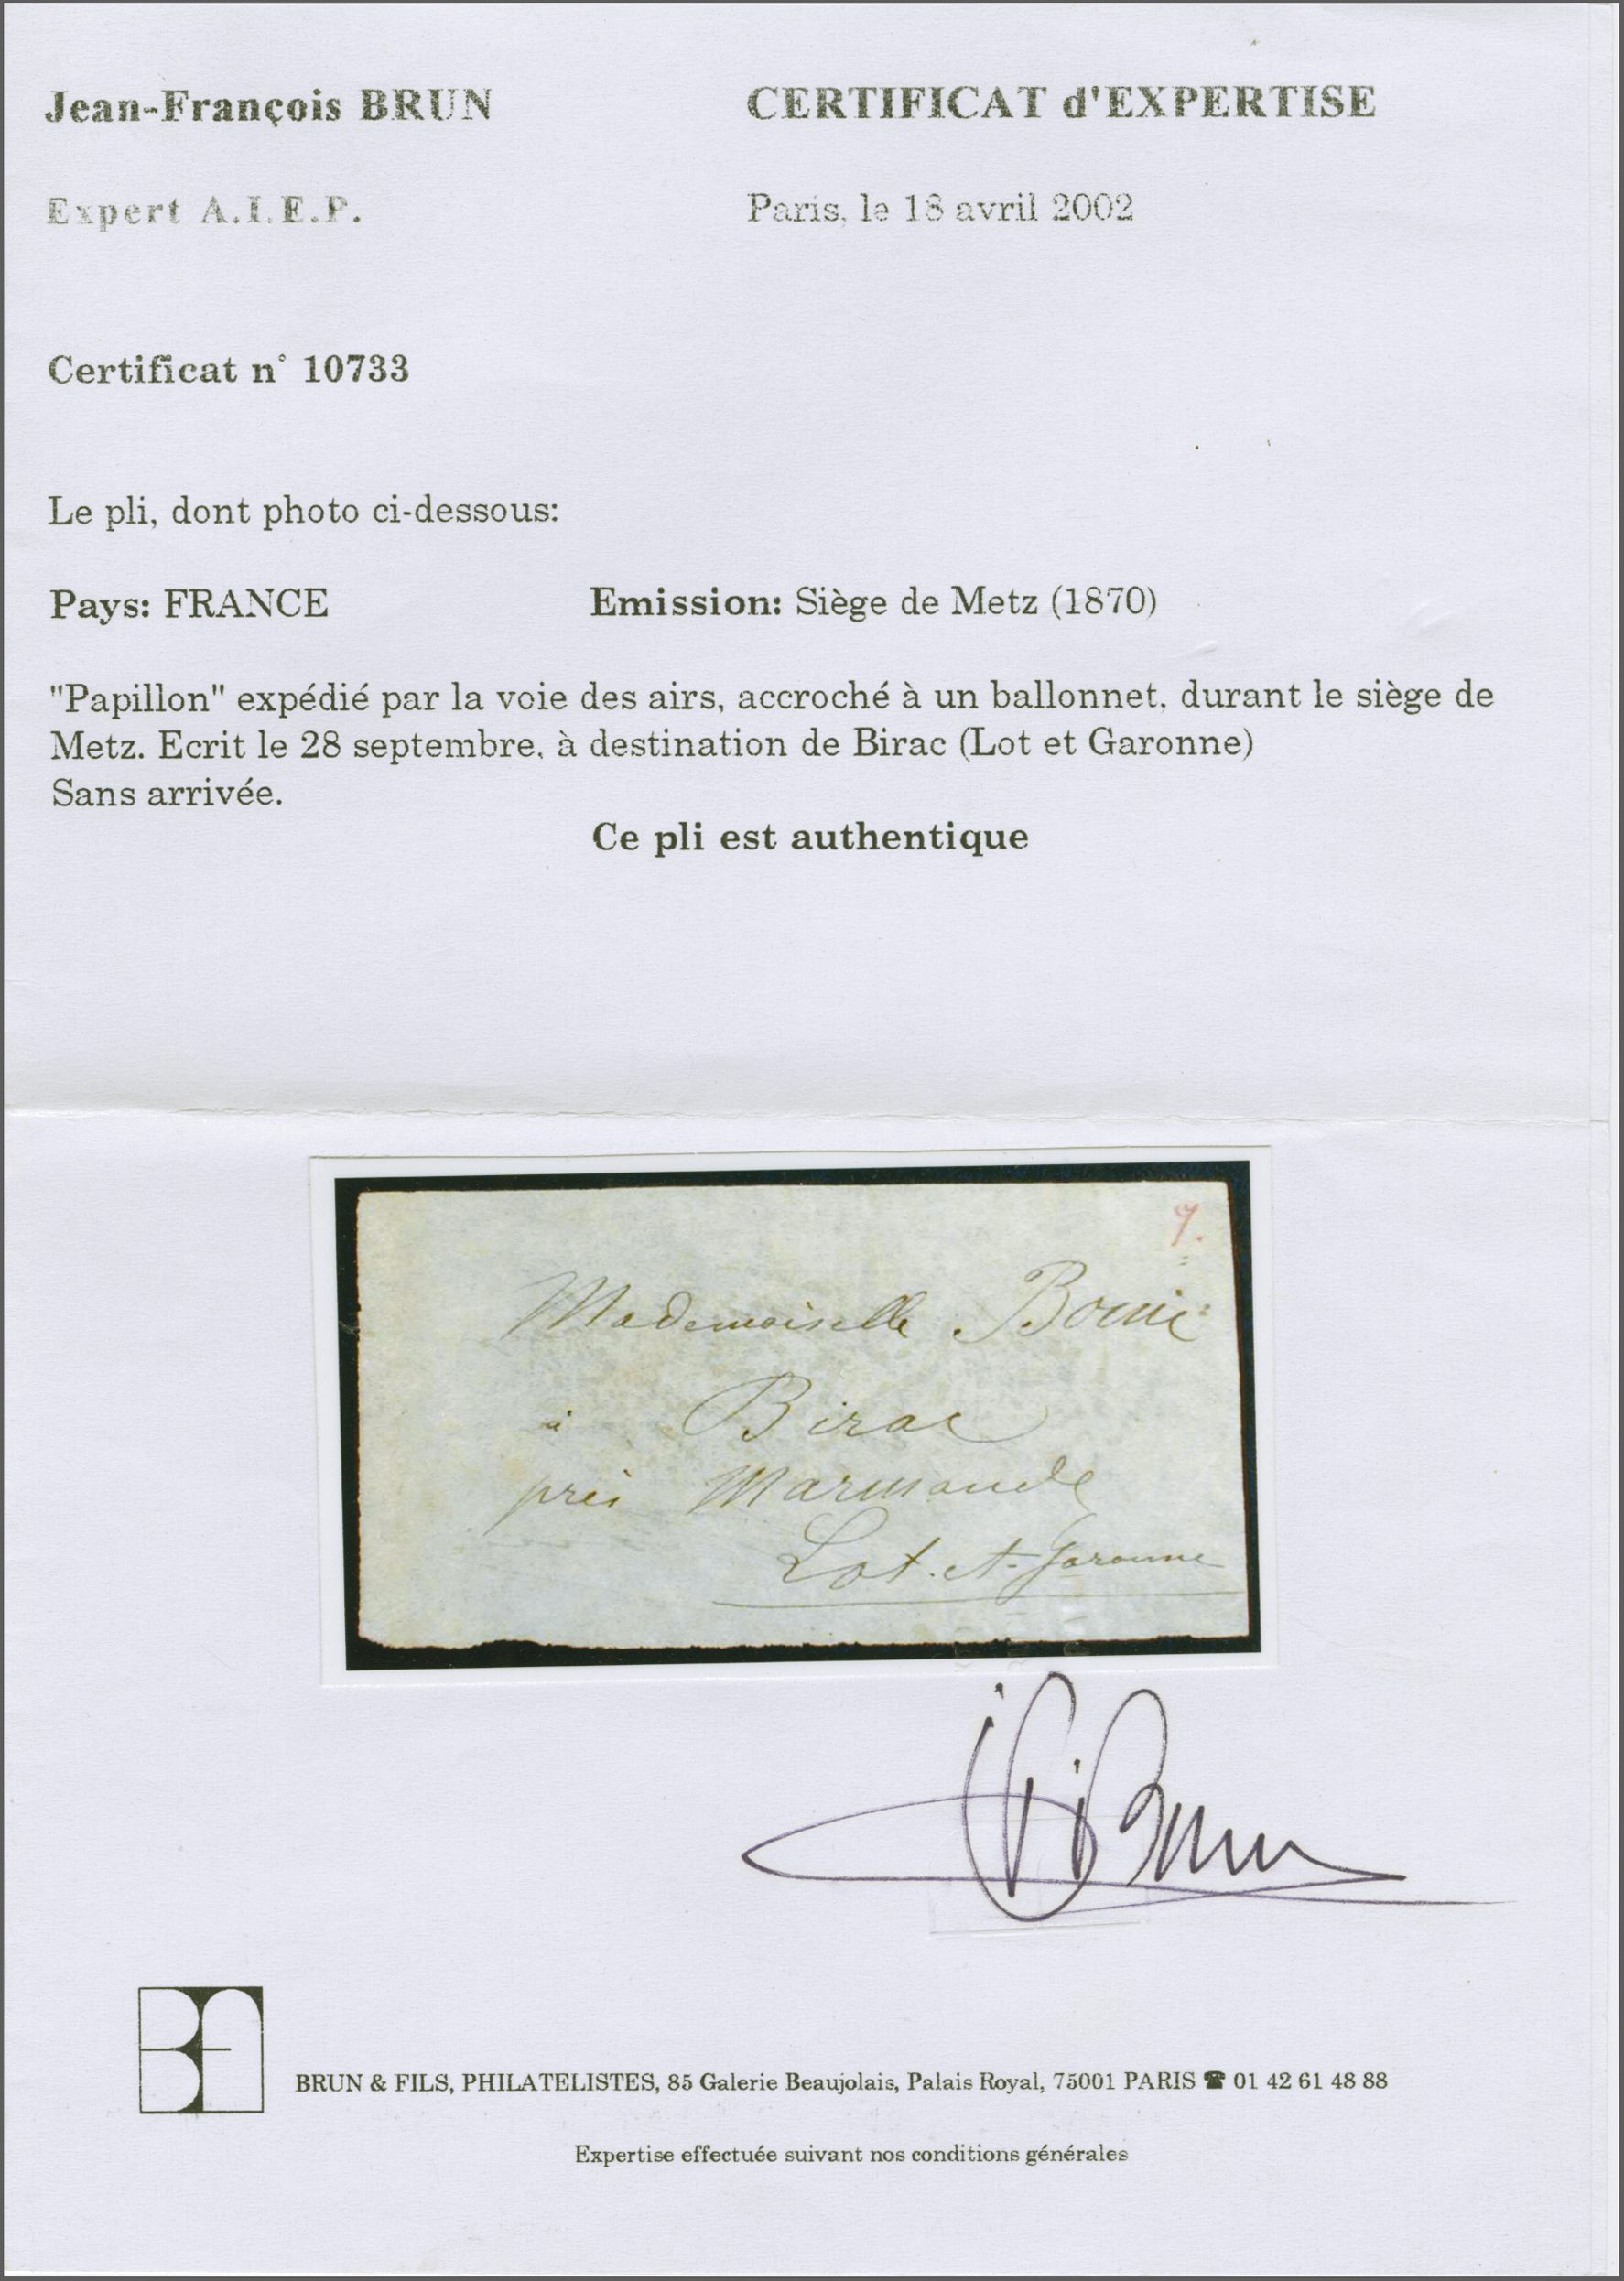 Jean-François BRUN
CERTIFICAT d'EXPERTISE
Expert A.I.E.P.
Paris, le 18 avril 2002
Certificat n° 10733
Le pli, dont photo ci-dessous:
Pays: FRANCE
Emission: Siège de Metz (1870)
"Papillon" expédié par la voie des airs, accroché à un ballonnet, durant le siège de
Metz. Ecrit le 28 septembre, à destination de Birac (Lot et Garonne)
Sans arrivée.
Ce pli est authentique
Mademoiselle
à Birac
près Marmande
Lot-et-Garonne
Brun
BRUN & FILS, PHILATELISTES, 85 Galerie Beaujolais, Palais Royal, 75001 PARIS ☎ 01 42 61 48 88
Expertise effectuée suivant nos conditions générales